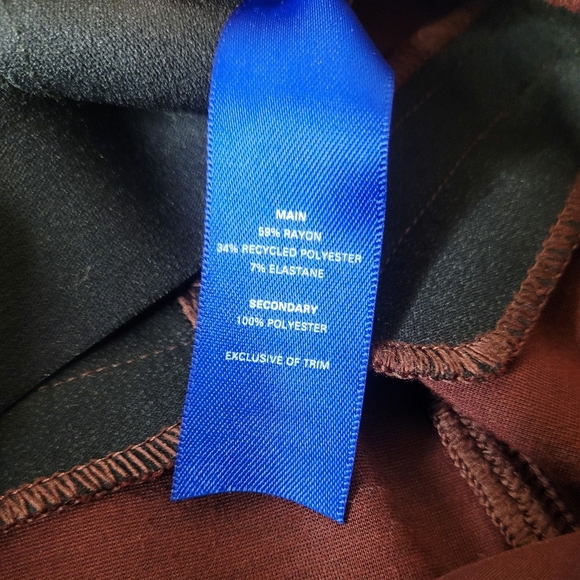 MAIN
59% RAYON
34% RECYCLED POLYESTER
7% ELASTANE
SECONDARY
100% POLYESTER
EXCLUSIVE OF TRIM